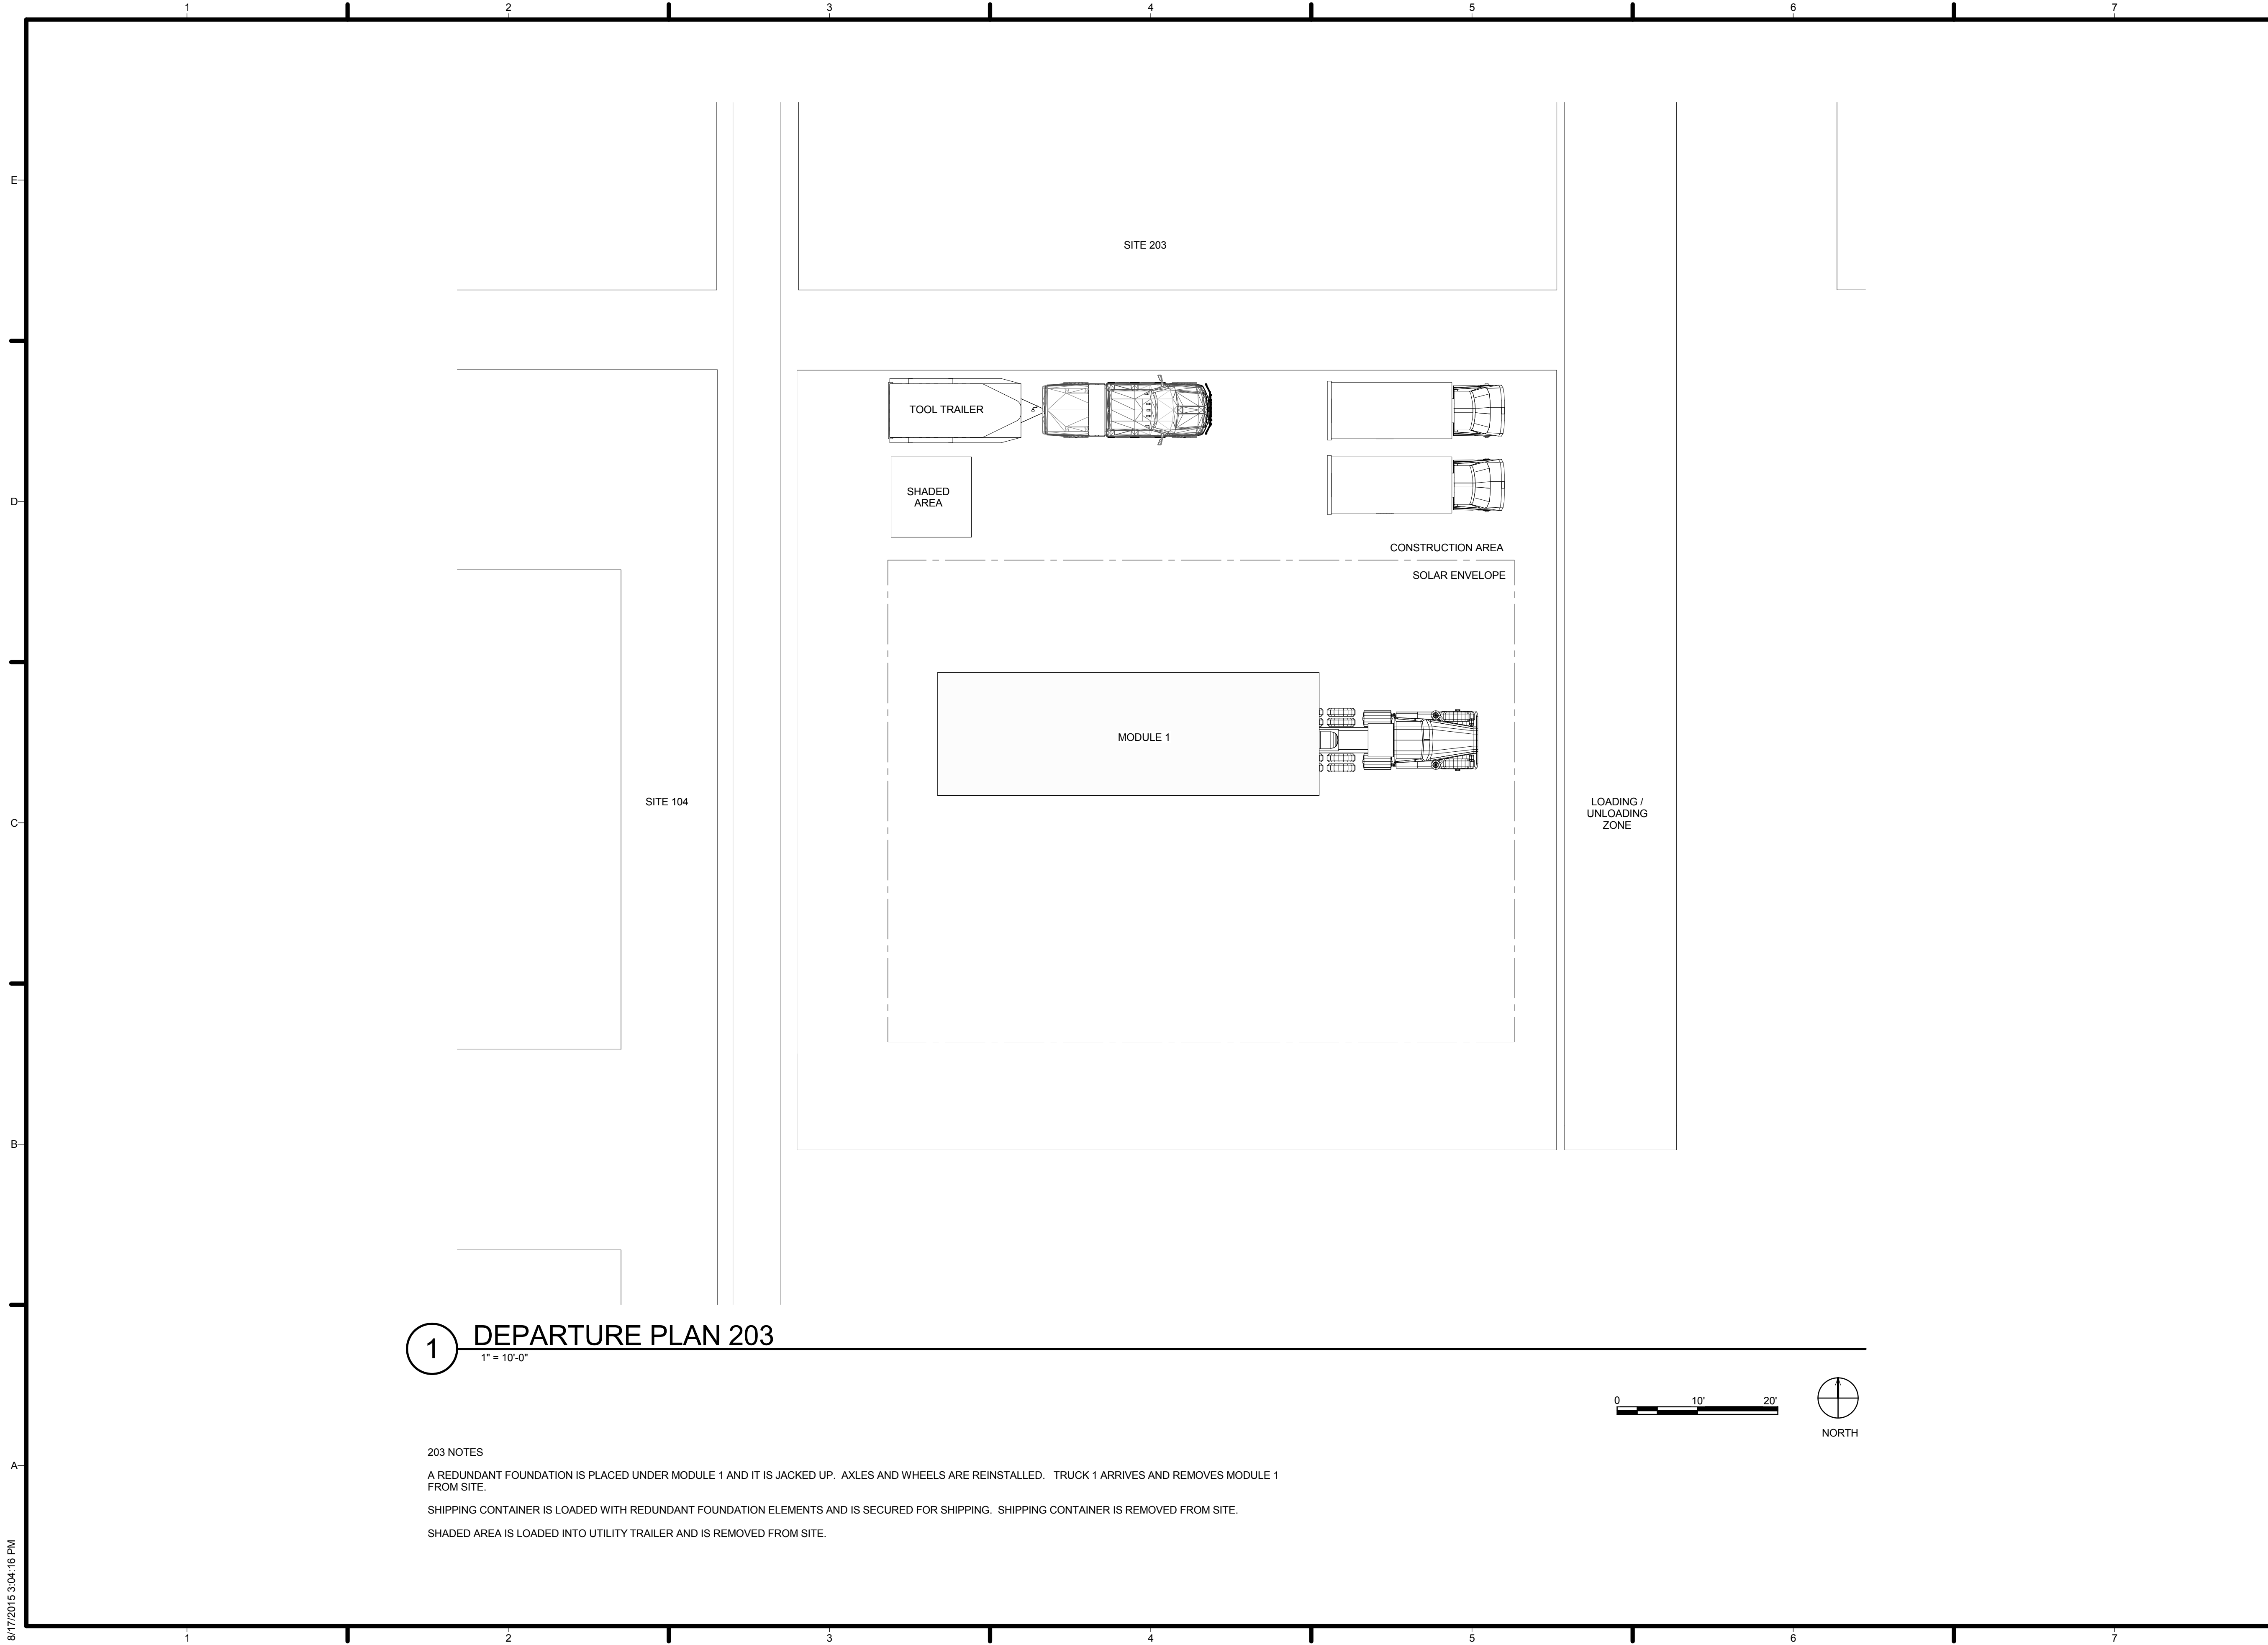 1 2 3 4 5 6 7
E
SITE 203
TOOL TRAILER
D
SHADED
AREA
CONSTRUCTION AREA
SOLAR ENVELOPE
MODULE 1
SITE 104
LOADING /
UNLOADING
ZONE
C
B
1
DEPARTURE PLAN 203
1" = 10'-0"
0 10' 20'
NORTH
203 NOTES
A
A REDUNDANT FOUNDATION IS PLACED UNDER MODULE 1 AND IT IS JACKED UP.  AXLES AND WHEELS ARE REINSTALLED.   TRUCK 1 ARRIVES AND REMOVES MODULE 1
FROM SITE.
SHIPPING CONTAINER IS LOADED WITH REDUNDANT FOUNDATION ELEMENTS AND IS SECURED FOR SHIPPING.  SHIPPING CONTAINER IS REMOVED FROM SITE.
SHADED AREA IS LOADED INTO UTILITY TRAILER AND IS REMOVED FROM SITE.
8/17/2015 3:04:16 PM
1 2 3 4 5 6 7